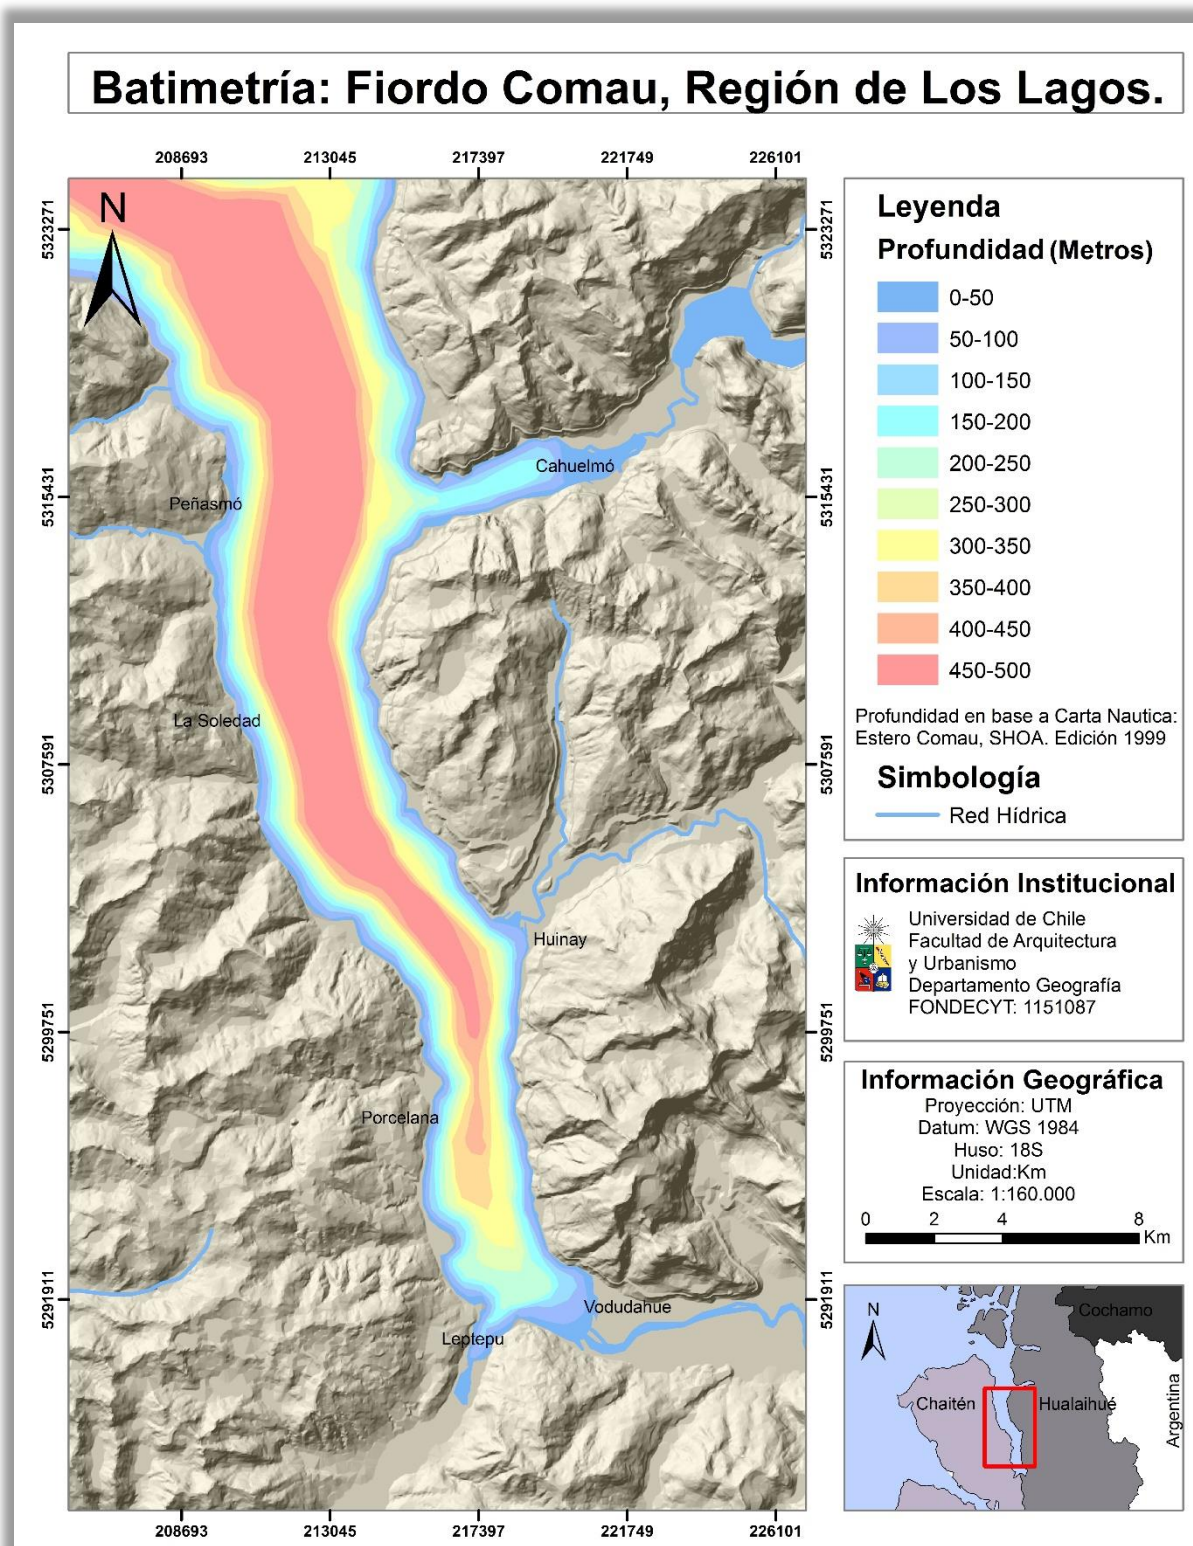 Batimetría: Fiordo Comau, Región de Los Lagos.
208693 213045 217397 221749 226101
5323271
5315431
5307591
5299751
5291911
N
Cahuelmó
Peñasmó
La Soledad
Huinay
Porcelana
Vodudahue
Leptepu
5323271
5315431
5307591
5299751
5291911
208693 213045 217397 221749 226101
Leyenda
Profundidad (Metros)
0-50
50-100
100-150
150-200
200-250
250-300
300-350
350-400
400-450
450-500
Profundidad en base a Carta Nautica:
Estero Comau, SHOA. Edición 1999
Simbología
Red Hídrica
Información Institucional
Universidad de Chile
Facultad de Arquitectura
y Urbanismo
Departamento Geografía
FONDECYT: 1151087
Información Geográfica
Proyección: UTM
Datum: WGS 1984
Huso: 18S
Unidad:Km
Escala: 1:160.000
0 2 4 8
Km
N
Cochamo
Chaitén
Hualaihué
Argentina